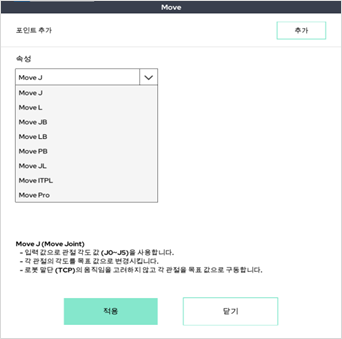 Move
포인트 추가
추가
속성
Move J
Move J
Move L
Move JB
Move LB
Move PB
Move JL
Move ITPL
Move Pro
Move J (Move Joint)
- 입력 값으로 관절 각도 값 (J0~J5)을 사용합니다.
- 각 관절의 각도를 목표 값으로 변경시킵니다.
- 로봇 말단 (TCP)의 움직임을 고려하지 않고 각 관절을 목표 값으로 구동합니다.
적용
닫기